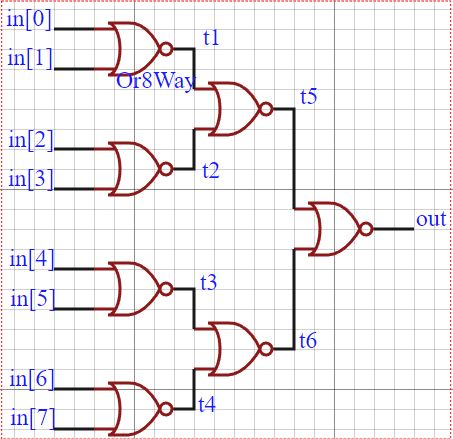 in[0]
t1
in[1]
Or8Way
t5
in[2]
t2
in[3]
out
in[4]
t3
in[5]
t6
in[6]
t4
in[7]